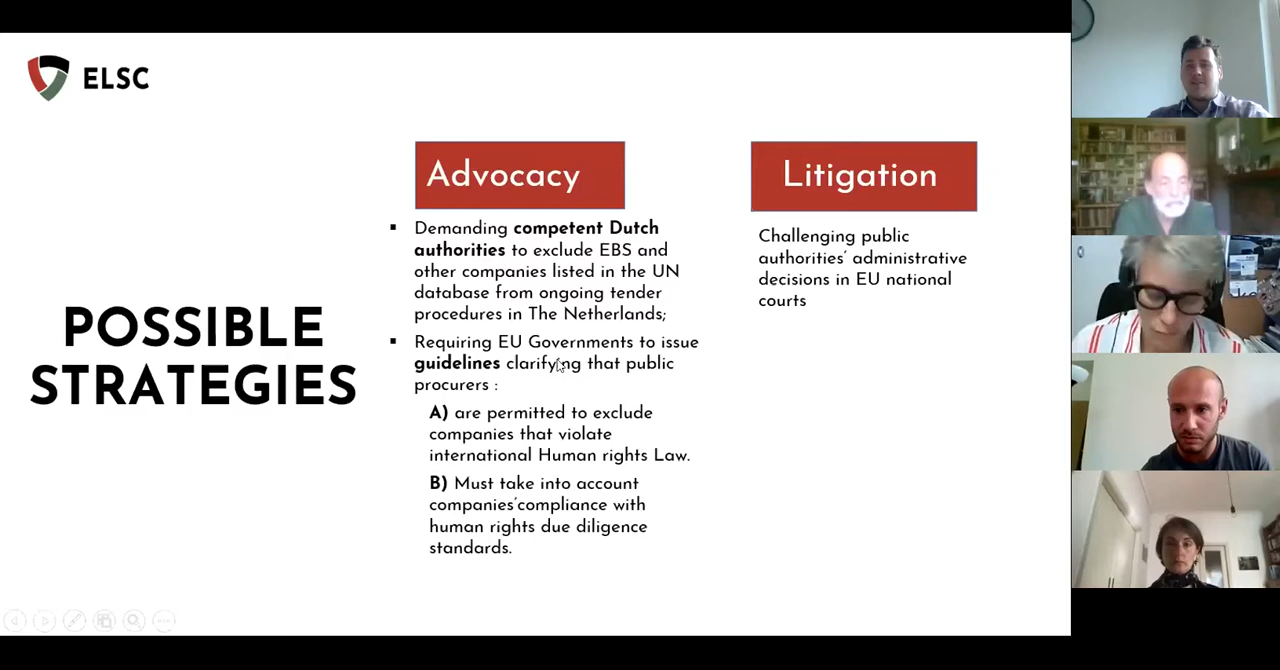 ELSC
POSSIBLE
STRATEGIES
Advocacy
▪ Demanding competent Dutch
authorities to exclude EBS and
other companies listed in the UN
database from ongoing tender
procedures in The Netherlands;
▪ Requiring EU Governments to issue
guidelines clarifying that public
procurers :
A) are permitted to exclude
companies that violate
international Human rights Law.
B) Must take into account
companies’compliance with
human rights due diligence
standards.
Litigation
Challenging public
authorities’ administrative
decisions in EU national
courts